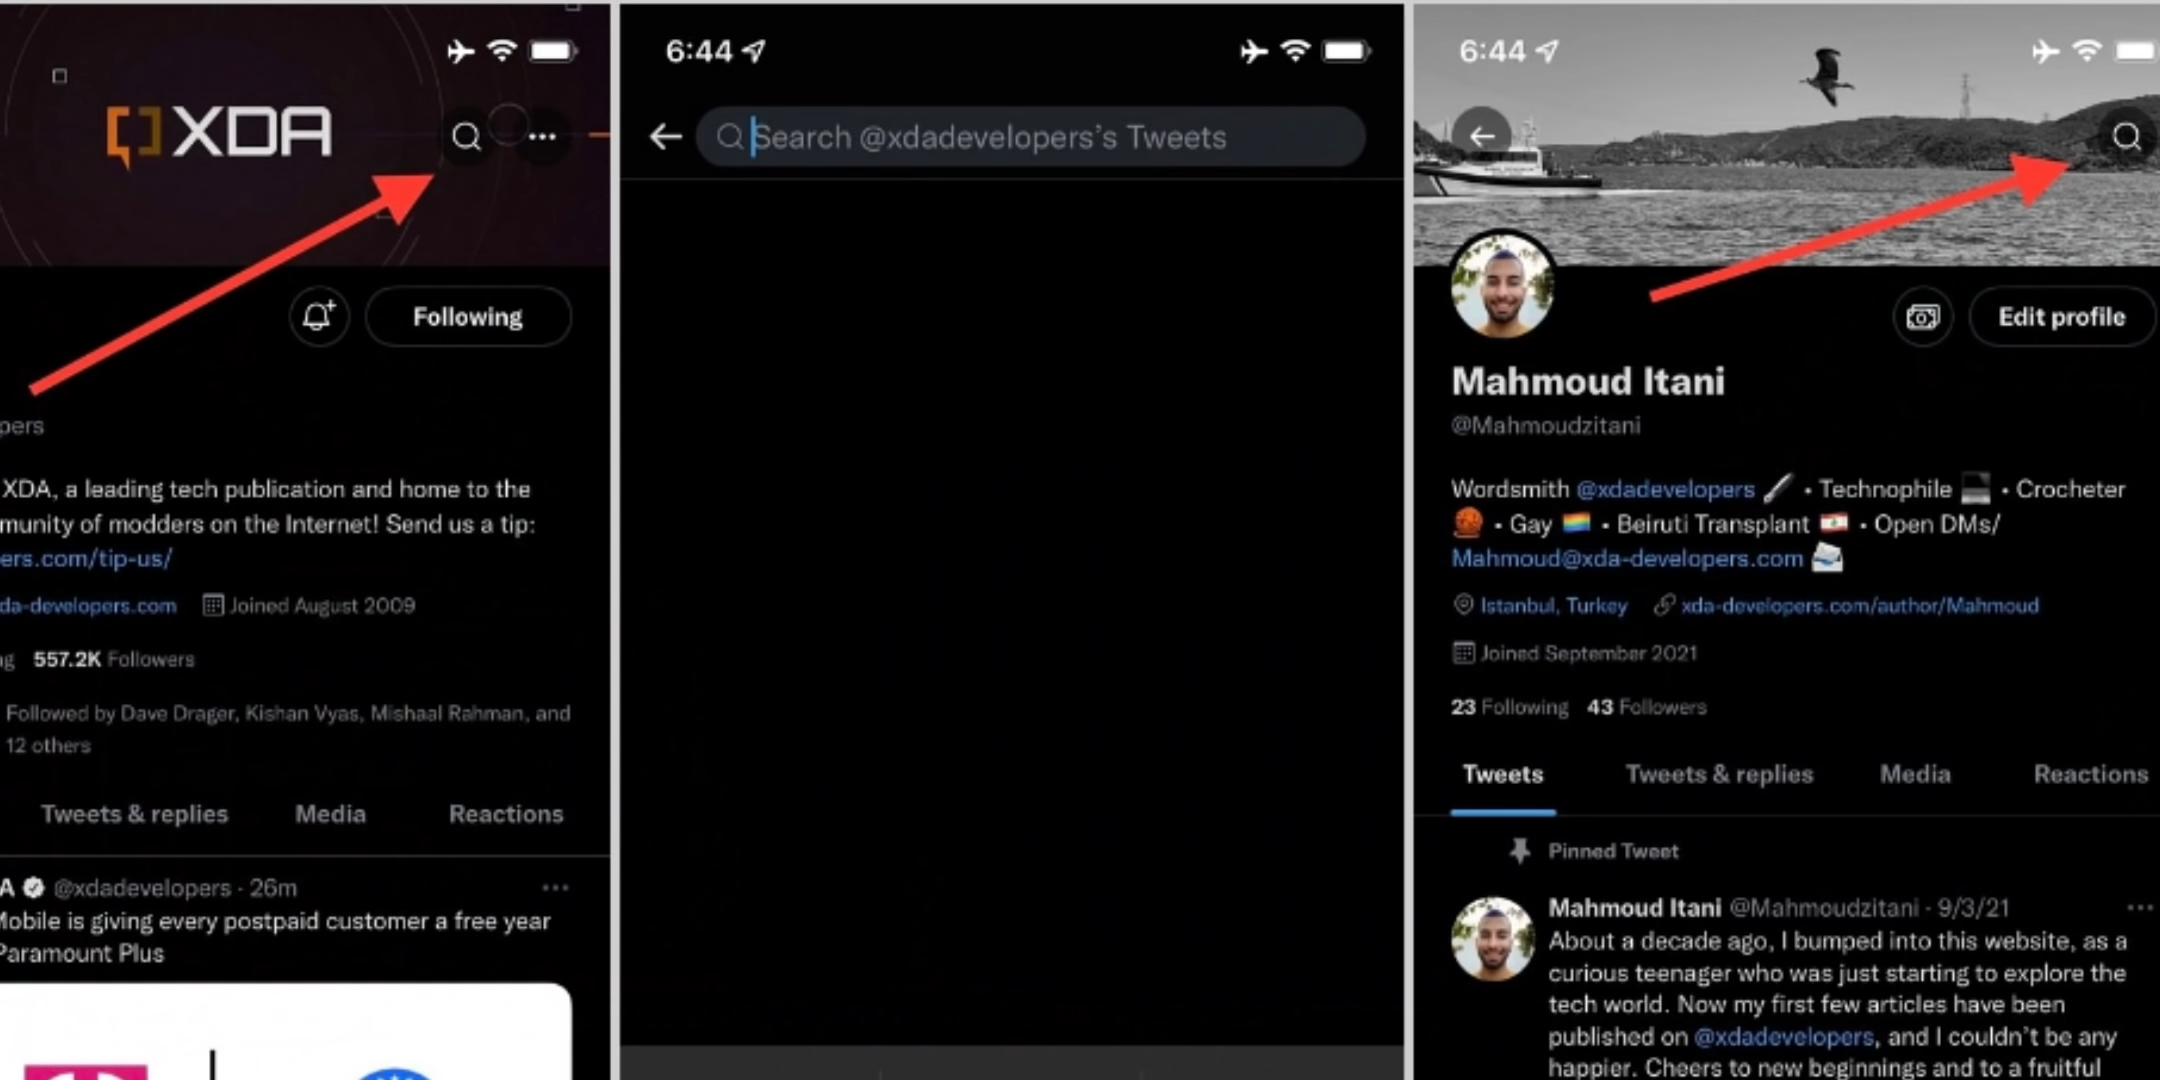 XDA
Following
pers
XDA, a leading tech publication and home to the
munity of modders on the Internet! Send us a tip:
ers.com/tip-us/
da-developers.com Joined August 2009
g 557.2K Followers
Followed by Dave Drager, Kishan Vyas, Mishaal Rahman, and
12 others
Tweets & replies Media Reactions
A @xdadevelopers · 26m
Mobile is giving every postpaid customer a free year
Paramount Plus
6:44
Search @xdadevelopers's Tweets
6:44
Edit profile
Mahmoud Itani
@Mahmoudzitani
Wordsmith @xdadevelopers 🖌️ • Technophile 💻 • Crocheter
🧶 • Gay 🏳️‍🌈 • Beiruti Transplant 🇱🇧 • Open DMs/
Mahmoud@xda-developers.com 📨
Istanbul, Turkey xda-developers.com/author/Mahmoud
Joined September 2021
23 Following 43 Followers
Tweets Tweets & replies Media Reactions
Pinned Tweet
Mahmoud Itani @Mahmoudzitani · 9/3/21
About a decade ago, I bumped into this website, as a
curious teenager who was just starting to explore the
tech world. Now my first few articles have been
published on @xdadevelopers, and I couldn't be any
happier. Cheers to new beginnings and to a fruitful